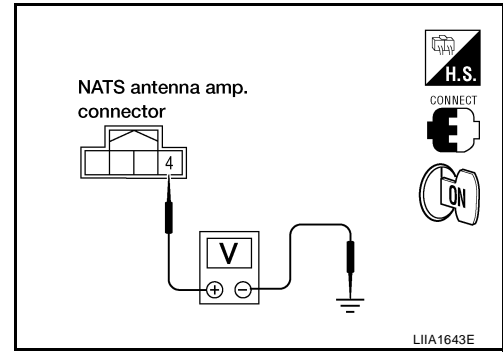 NATS antenna amp.
connector
H.S.
CONNECT
4
ON
V
+ −
LIIA1643E